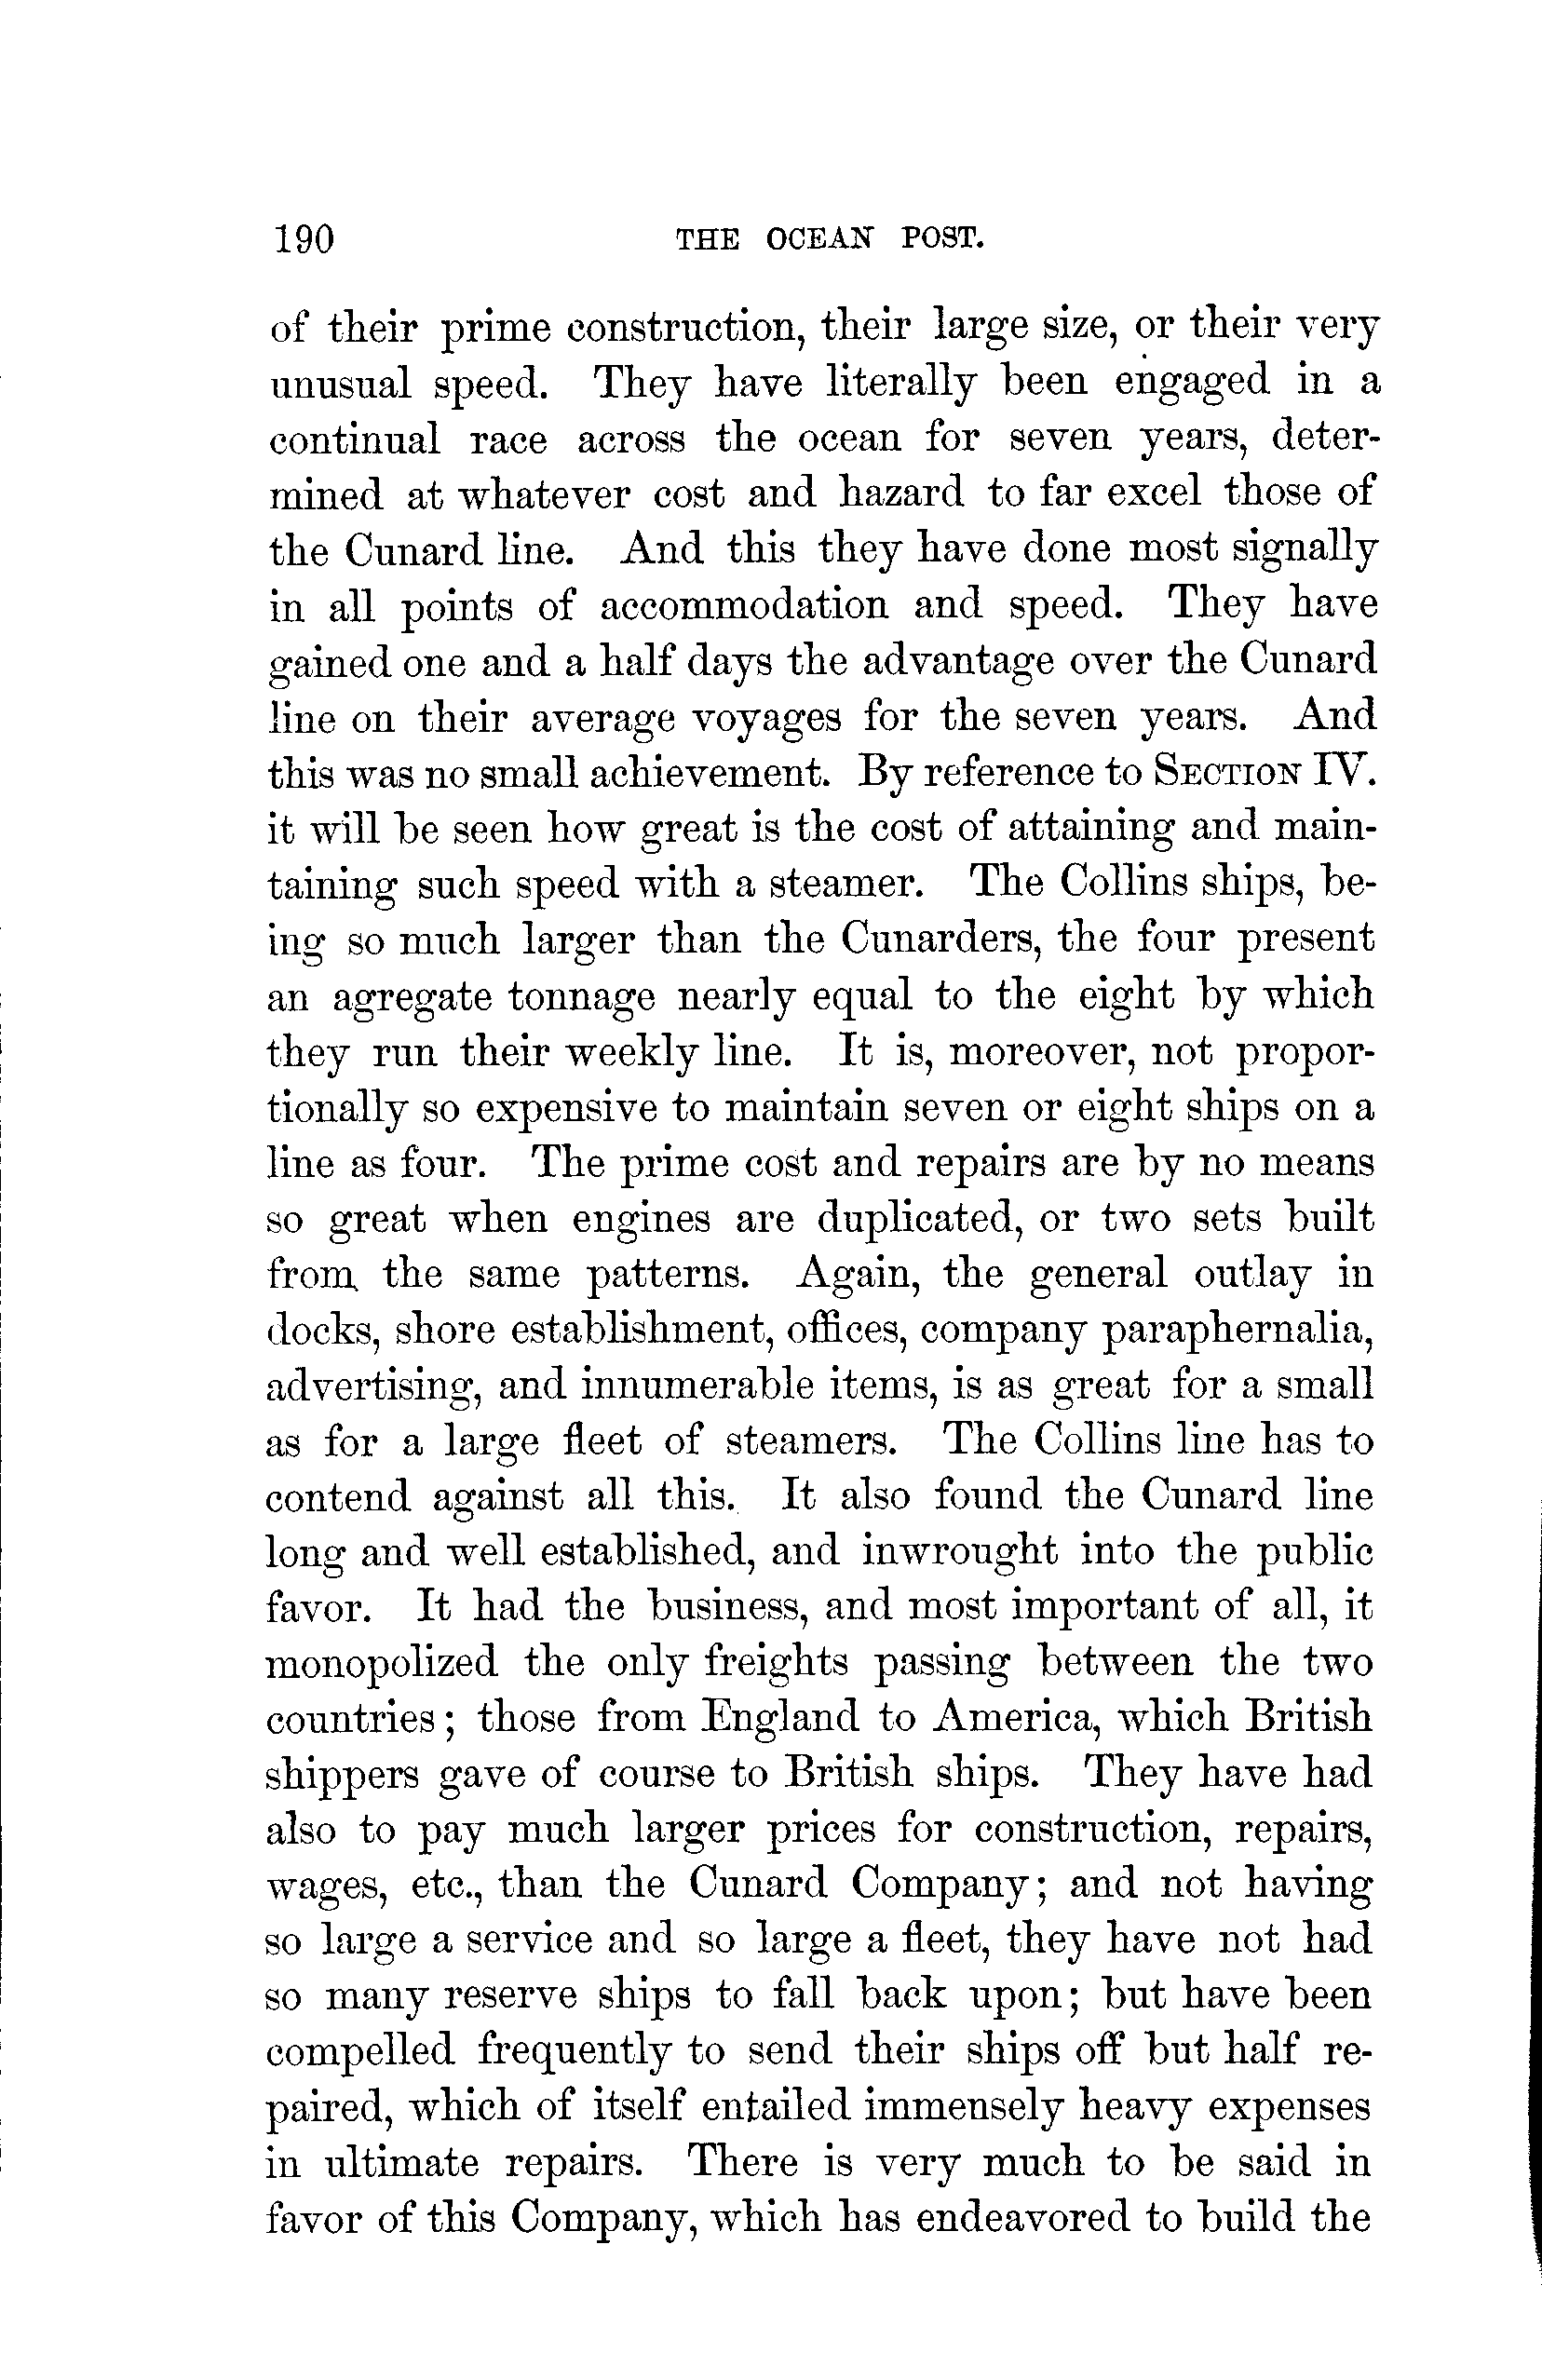 190 THE OCEAN POST.
of their prime construction, their large size, or their very
unusual speed. They have literally been engaged in a
continual race across the ocean for seven years, deter-
mined at whatever cost and hazard to far excel those of
the Cunard line. And this they have done most signally
in all points of accommodation and speed. They have
gained one and a half days the advantage over the Cunard
line on their average voyages for the seven years. And
this was no small achievement. By reference to SECTION IV.
it will be seen how great is the cost of attaining and main-
taining such speed with a steamer. The Collins ships, be-
ing so much larger than the Cunarders, the four present
an agregate tonnage nearly equal to the eight by which
they run their weekly line. It is, moreover, not propor-
tionally so expensive to maintain seven or eight ships on a
line as four. The prime cost and repairs are by no means
so great when engines are duplicated, or two sets built
from the same patterns. Again, the general outlay in
docks, shore establishment, offices, company paraphernalia,
advertising, and innumerable items, is as great for a small
as for a large fleet of steamers. The Collins line has to
contend against all this. It also found the Cunard line
long and well established, and inwrought into the public
favor. It had the business, and most important of all, it
monopolized the only freights passing between the two
countries; those from England to America, which British
shippers gave of course to British ships. They have had
also to pay much larger prices for construction, repairs,
wages, etc., than the Cunard Company; and not having
so large a service and so large a fleet, they have not had
so many reserve ships to fall back upon; but have been
compelled frequently to send their ships off but half re-
paired, which of itself entailed immensely heavy expenses
in ultimate repairs. There is very much to be said in
favor of this Company, which has endeavored to build the